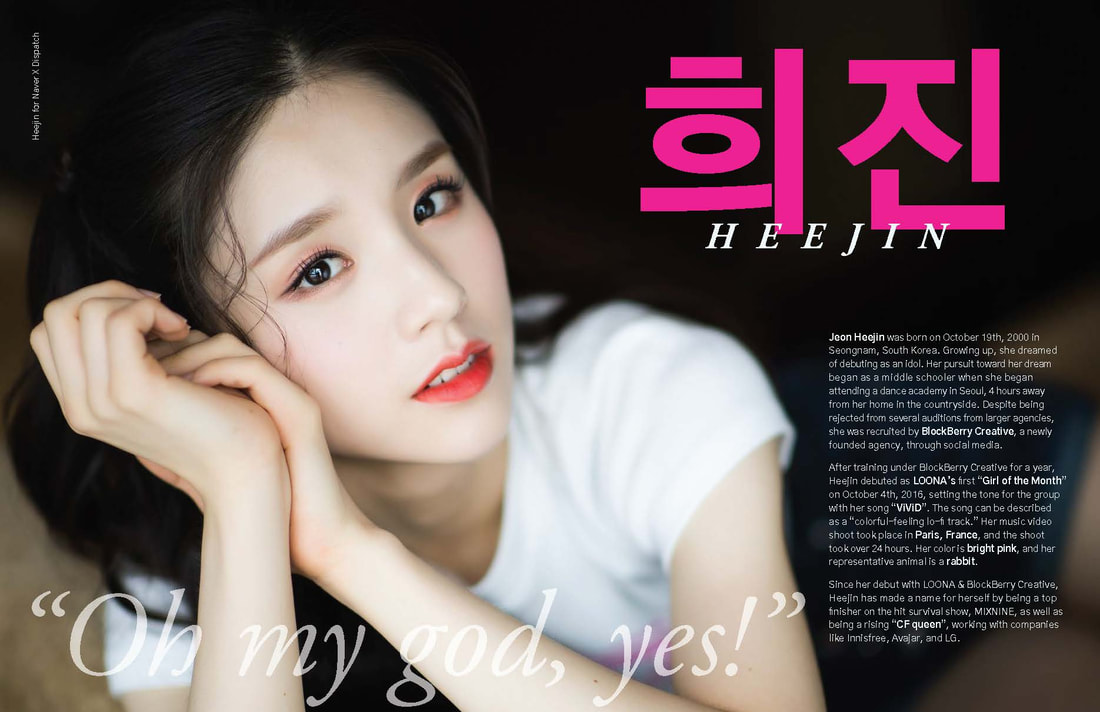 Heejin for Naver X Dispatch
희진
HEEJIN
Jeon Heejin was born on October 19th, 2000 in
Seongnam, South Korea. Growing up, she dreamed
of debuting as an idol. Her pursuit toward her dream
began as a middle schooler when she began
attending a dance academy in Seoul, 4 hours away
from her home in the countryside. Despite being
rejected from several auditions from larger agencies,
she was recruited by BlockBerry Creative, a newly
founded agency, through social media.
After training under BlockBerry Creative for a year,
Heejin debuted as LOONA's first “Girl of the Month”
on October 4th, 2016, setting the tone for the group
with her song “ViViD”. The song can be described
as a “colorful-feeling lo-fi track.” Her music video
shoot took place in Paris, France, and the shoot
took over 24 hours. Her color is bright pink, and her
representative animal is a rabbit.
Since her debut with LOONA & BlockBerry Creative,
Heejin has made a name for herself by being a top
finisher on the hit survival show, MIXNINE, as well as
being a rising “CF queen”, working with companies
like Innisfree, Avajar, and LG.
“Oh my god, yes!”